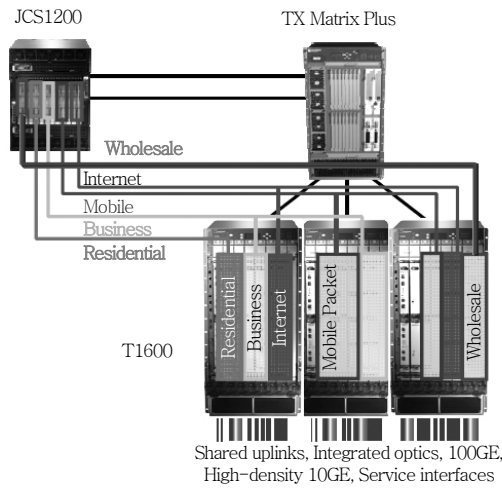 JCS1200
TX Matrix Plus
Wholesale
Internet
Mobile
Business
Residential
T1600
Residential
Business
Internet
Mobile Packet
Wholesale
Shared uplinks, Integrated optics, 100GE,
High-density 10GE, Service interfaces